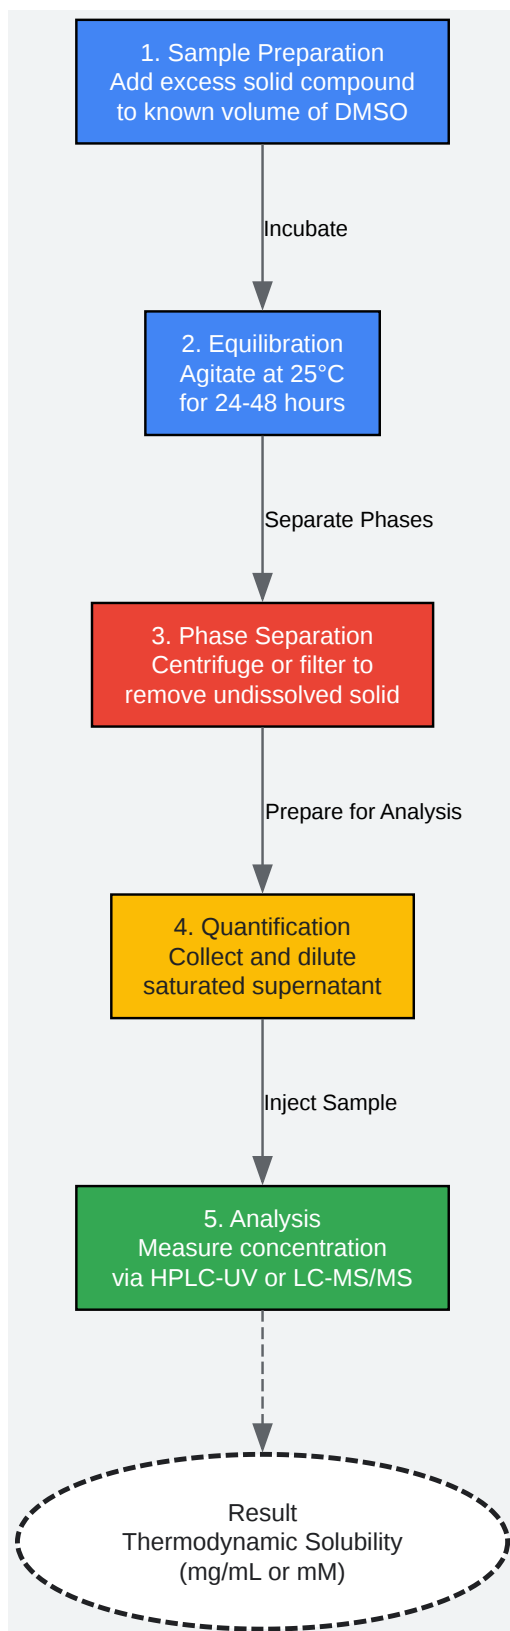 1. Sample Preparation
Add excess solid compound
to known volume of DMSO
Incubate
2. Equilibration
Agitate at 25°C
for 24-48 hours
Separate Phases
3. Phase Separation
Centrifuge or filter to
remove undissolved solid
Prepare for Analysis
4. Quantification
Collect and dilute
saturated supernatant
Inject Sample
5. Analysis
Measure concentration
via HPLC-UV or LC-MS/MS
Result
Thermodynamic Solubility
(mg/mL or mM)